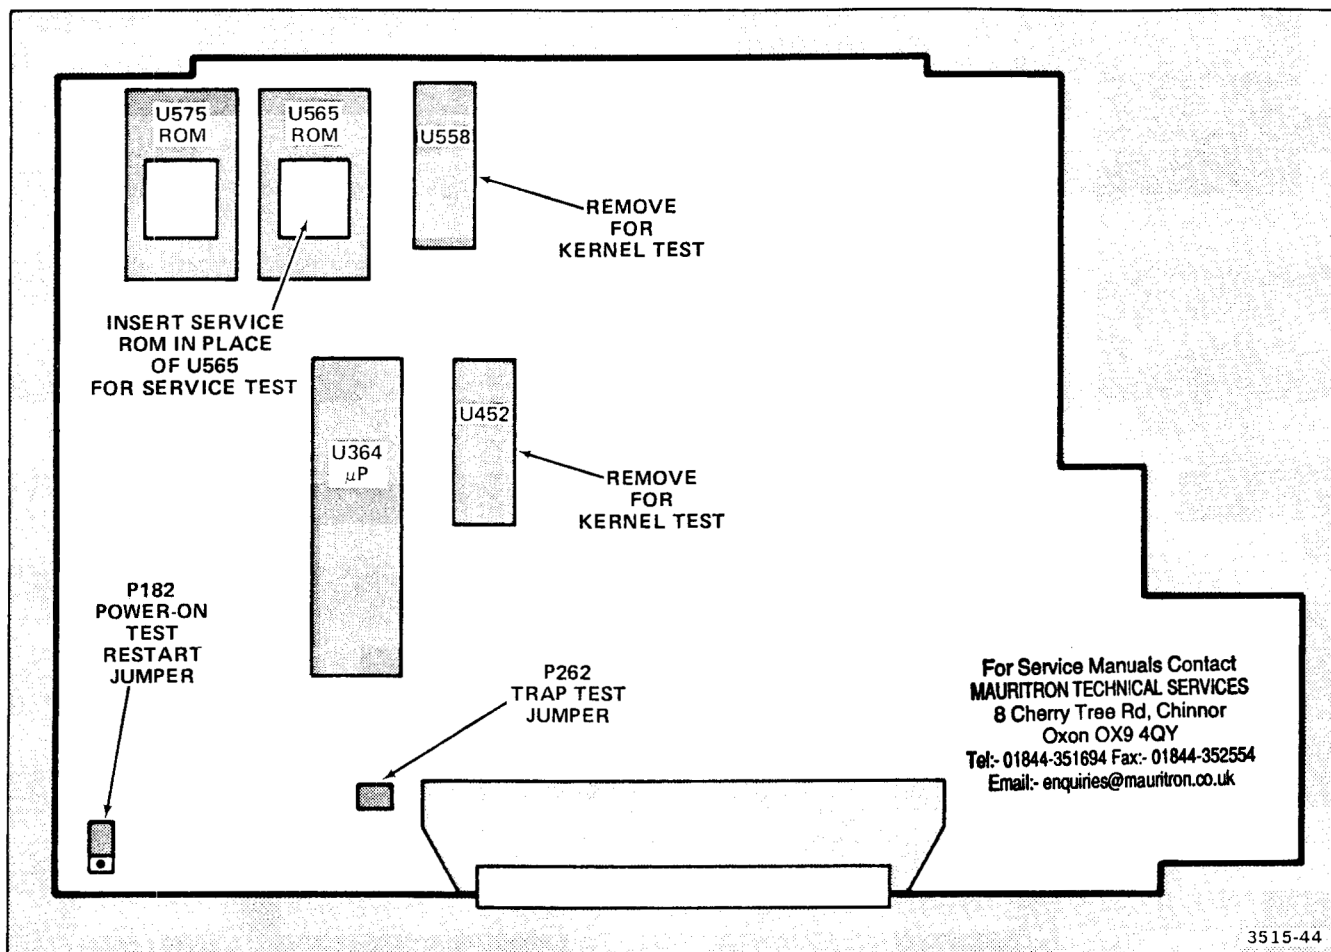 U575
ROM
U565
ROM
U558
REMOVE
FOR
KERNEL TEST
INSERT SERVICE
ROM IN PLACE
OF U565
FOR SERVICE TEST
U452
U364
μP
REMOVE
FOR
KERNEL TEST
P182
POWER-ON
TEST
RESTART
JUMPER
P262
TRAP TEST
JUMPER
For Service Manuals Contact
MAURITRON TECHNICAL SERVICES
8 Cherry Tree Rd, Chinnor
Oxon OX9 4QY
Tel:- 01844-351694 Fax:- 01844-352554
Email:- enquiries@mauritron.co.uk
3515-44